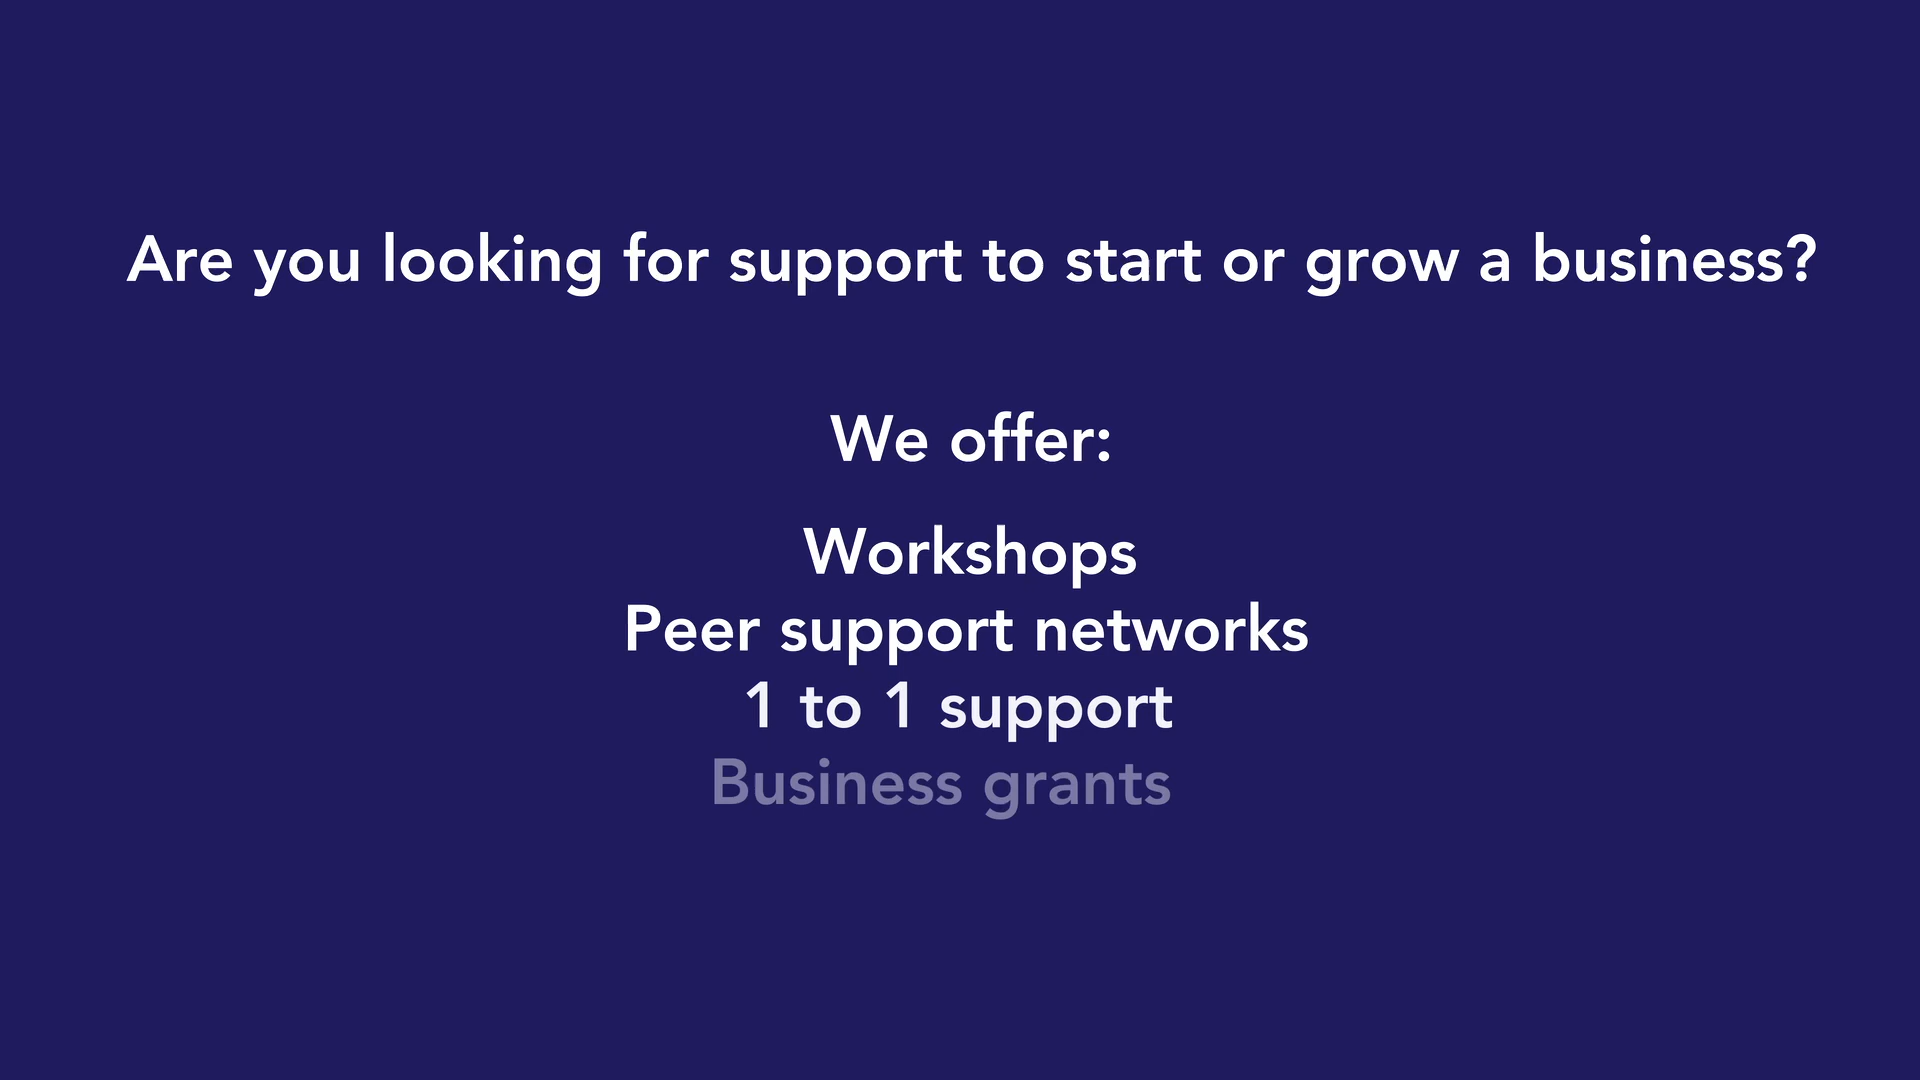 Are you looking for support to start or grow a business?
We offer:
Workshops
Peer support networks
1 to 1 support
Business grants